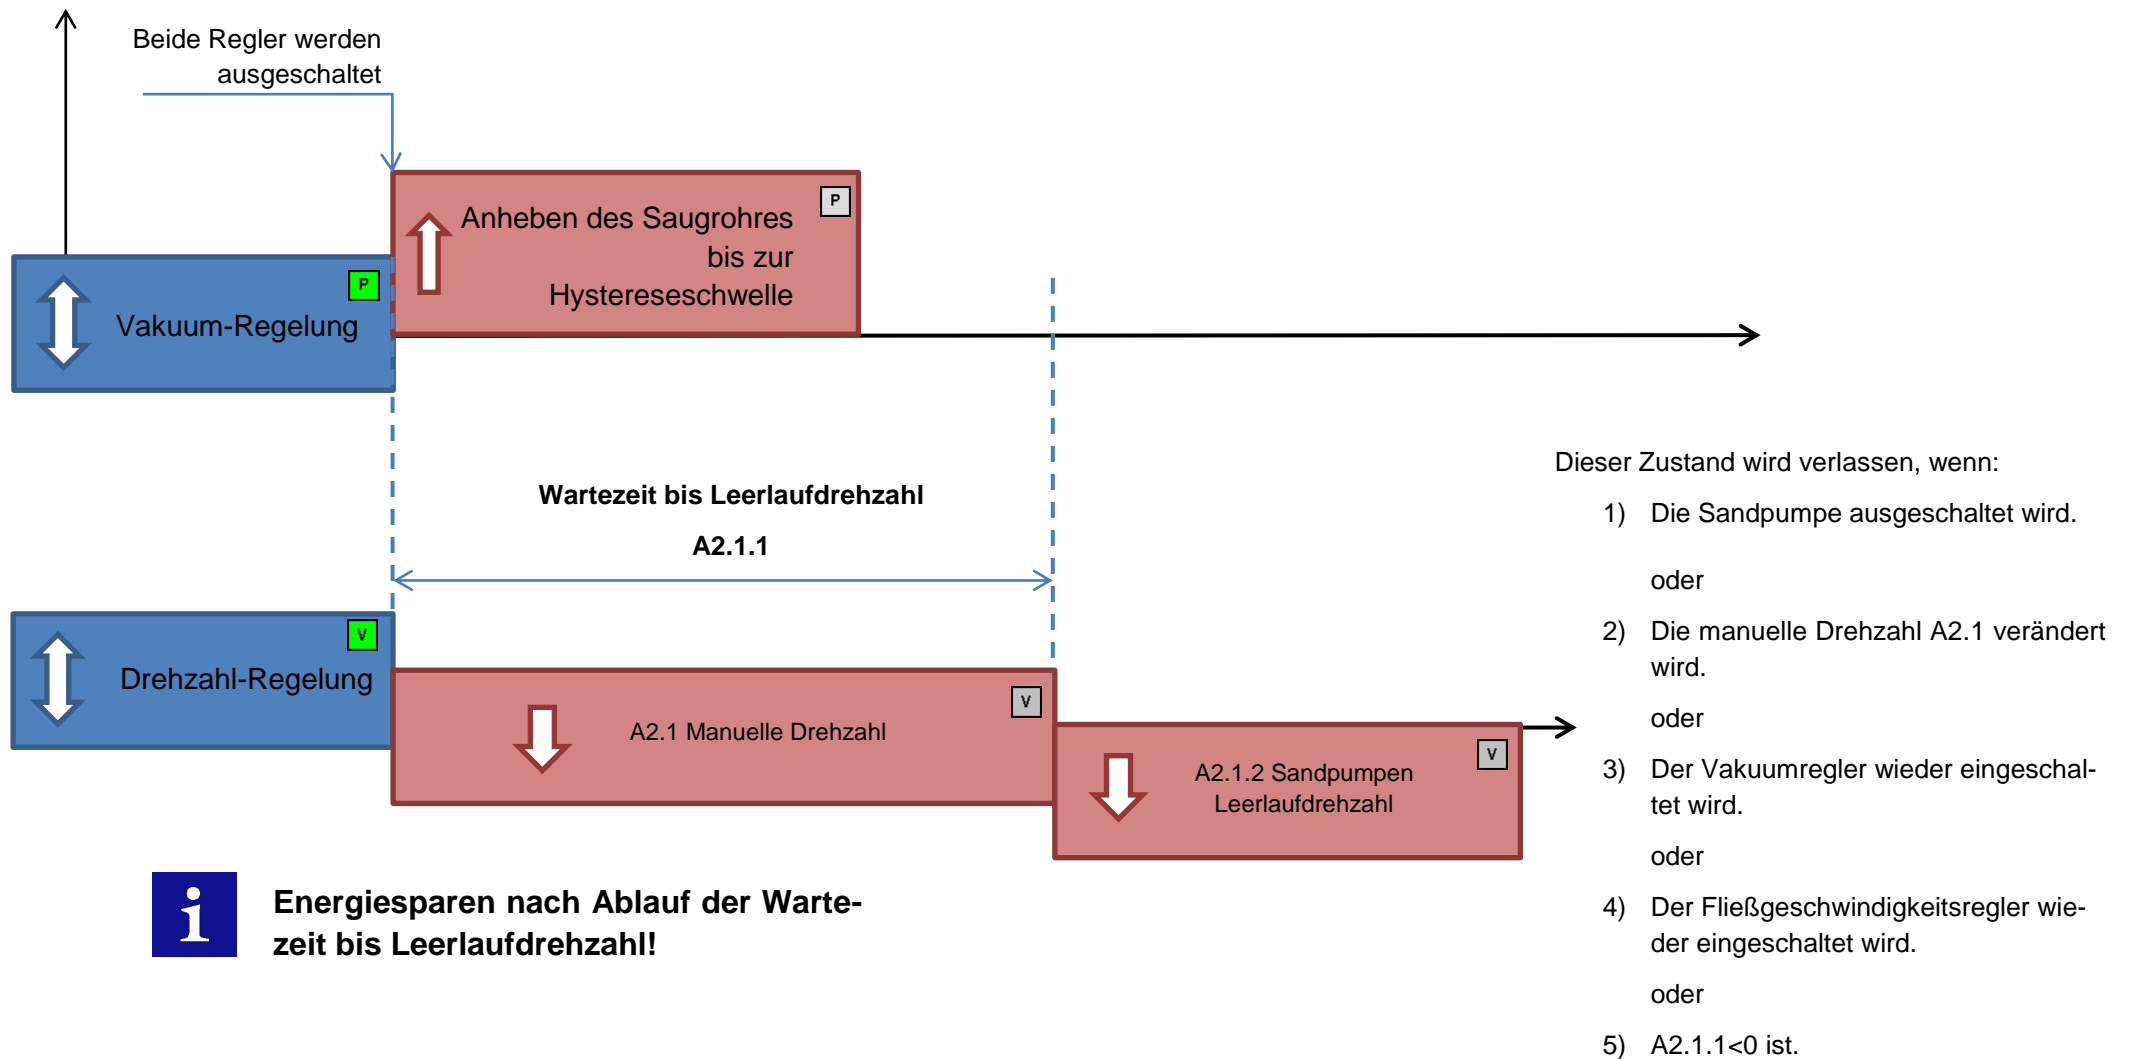 Beide Regler werden
ausgeschaltet
P
Anheben des Saugrohres
bis zur
Hystereseschwelle
P
Vakuum-Regelung
Wartezeit bis Leerlaufdrehzahl
A2.1.1
V
Drehzahl-Regelung
V
A2.1 Manuelle Drehzahl
V
A2.1.2 Sandpumpen
Leerlaufdrehzahl
i
Energiesparen nach Ablauf der Warte-
zeit bis Leerlaufdrehzahl!
Dieser Zustand wird verlassen, wenn:
1) Die Sandpumpe ausgeschaltet wird.
oder
2) Die manuelle Drehzahl A2.1 verändert
wird.
oder
3) Der Vakuumregler wieder eingeschal-
tet wird.
oder
4) Der Fließgeschwindigkeitsregler wie-
der eingeschaltet wird.
oder
5) A2.1.1<0 ist.